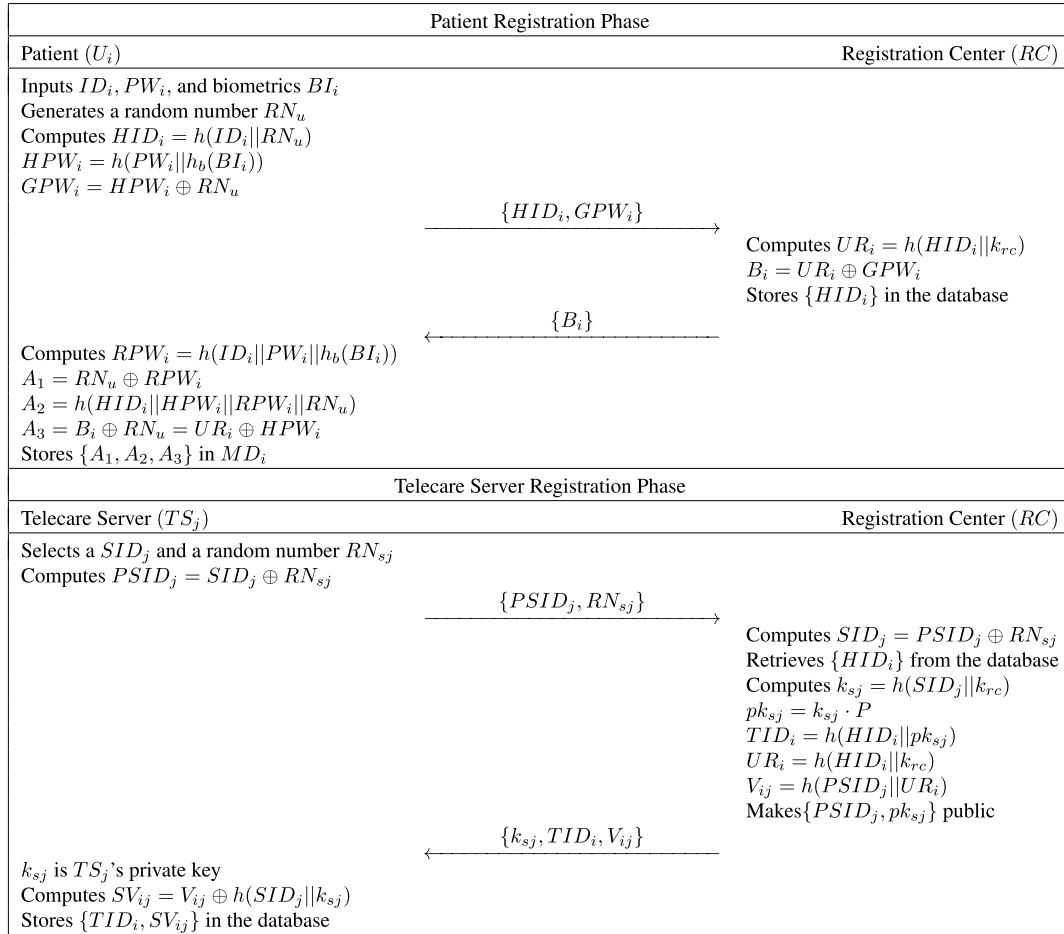 Patient Registration Phase
Patient (U_i) Registration Center (RC)
Inputs ID_i, PW_i, and biometrics BI_i
Generates a random number RN_u
Computes HID_i = h(ID_i||RN_u)
HPW_i = h(PW_i||h_b(BI_i))
GPW_i = HPW_i ⊕ RN_u
{HID_i, GPW_i}
Computes UR_i = h(HID_i||k_rc)
B_i = UR_i ⊕ GPW_i
Stores {HID_i} in the database
{B_i}
Computes RPW_i = h(ID_i||PW_i||h_b(BI_i))
A_1 = RN_u ⊕ RPW_i
A_2 = h(HID_i||HPW_i||RPW_i||RN_u)
A_3 = B_i ⊕ RN_u = UR_i ⊕ HPW_i
Stores {A_1, A_2, A_3} in MD_i
Telecare Server Registration Phase
Telecare Server (TS_j) Registration Center (RC)
Selects a SID_j and a random number RN_sj
Computes PSID_j = SID_j ⊕ RN_sj
{PSID_j, RN_sj}
Computes SID_j = PSID_j ⊕ RN_sj
Retrieves {HID_i} from the database
Computes k_sj = h(SID_j||k_rc)
pk_sj = k_sj · P
TID_i = h(HID_i||pk_sj)
UR_i = h(HID_i||k_rc)
V_ij = h(PSID_j||UR_i)
Makes{PSID_j, pk_sj} public
{k_sj, TID_i, V_ij}
k_sj is TS_j's private key
Computes SV_ij = V_ij ⊕ h(SID_j||k_sj)
Stores {TID_i, SV_ij} in the database